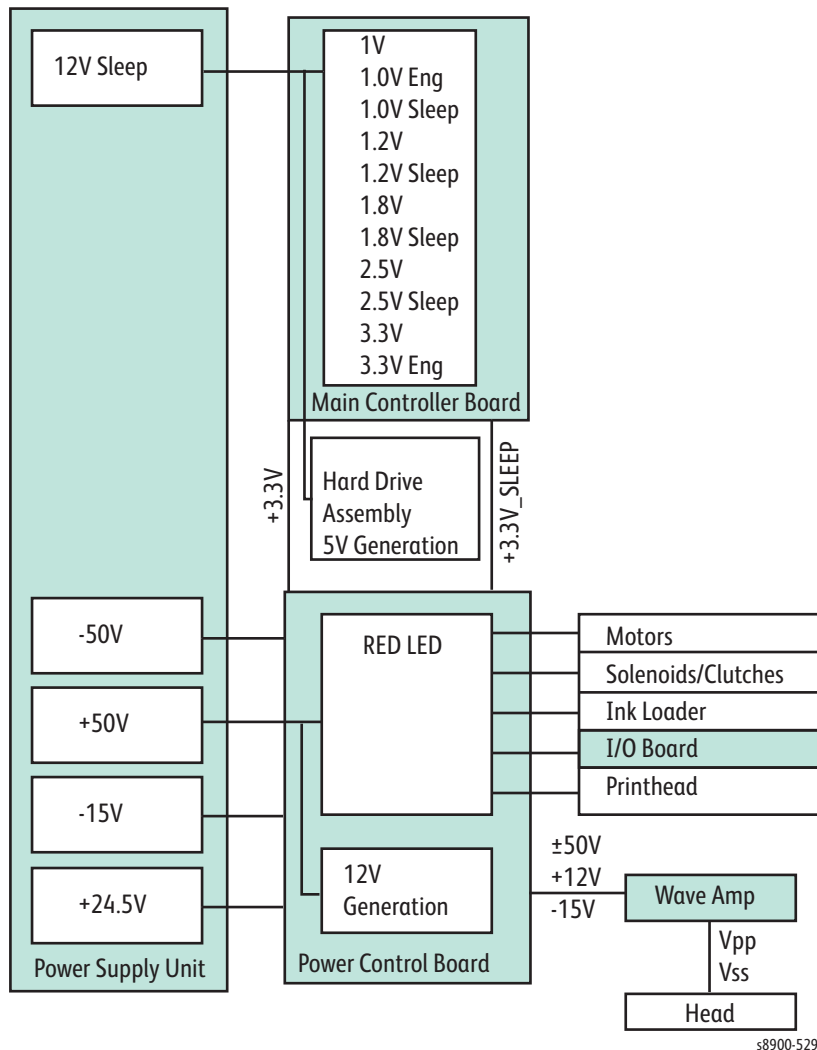 12V Sleep
1V
1.0V Eng
1.0V Sleep
1.2V
1.2V Sleep
1.8V
1.8V Sleep
2.5V
2.5V Sleep
3.3V
3.3V Eng
Main Controller Board
+3.3V
Hard Drive
Assembly
5V Generation
+3.3V_SLEEP
-50V
+50V
-15V
+24.5V
Power Supply Unit
RED LED
12V
Generation
Power Control Board
Motors
Solenoids/Clutches
Ink Loader
I/O Board
Printhead
±50V
+12V
-15V
Wave Amp
Vpp
Vss
Head
s8900-529